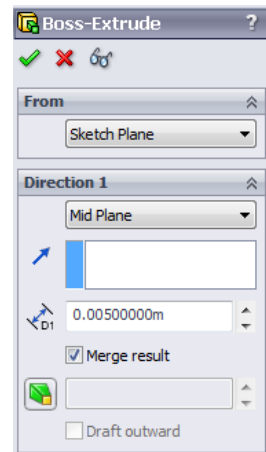 Boss-Extrude ?
From
Sketch Plane
Direction 1
Mid Plane
D1 0.00500000m
Merge result
Draft outward